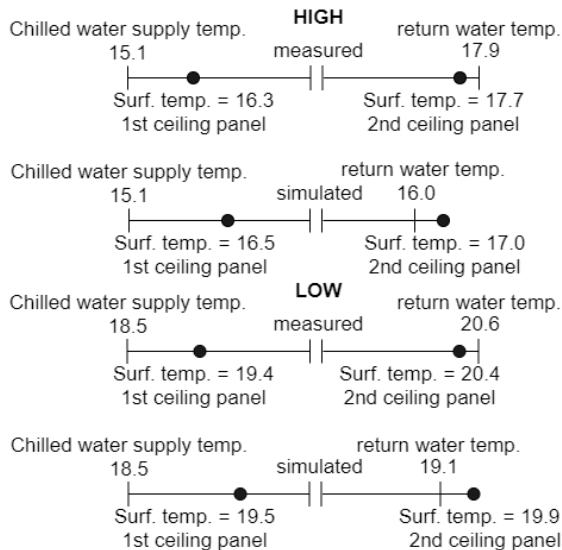 HIGH
Chilled water supply temp. return water temp.
15.1 measured 17.9
Surf. temp. = 16.3 Surf. temp. = 17.7
1st ceiling panel 2nd ceiling panel
Chilled water supply temp. return water temp.
15.1 simulated 16.0
Surf. temp. = 16.5 Surf. temp. = 17.0
1st ceiling panel 2nd ceiling panel
LOW
Chilled water supply temp. return water temp.
18.5 measured 20.6
Surf. temp. = 19.4 Surf. temp. = 20.4
1st ceiling panel 2nd ceiling panel
Chilled water supply temp. return water temp.
18.5 simulated 19.1
Surf. temp. = 19.5 Surf. temp. = 19.9
1st ceiling panel 2nd ceiling panel